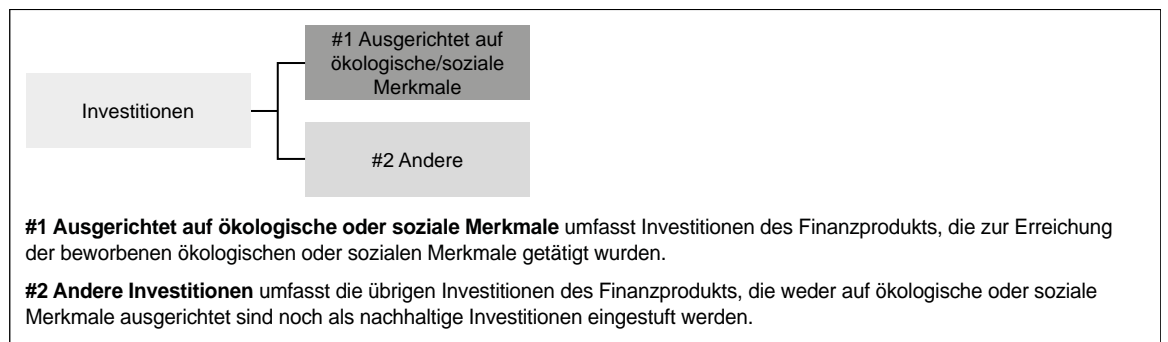 #1 Ausgerichtet auf
ökologische/soziale
Merkmale
Investitionen
#2 Andere
#1 Ausgerichtet auf ökologische oder soziale Merkmale umfasst Investitionen des Finanzprodukts, die zur Erreichung
der beworbenen ökologischen oder sozialen Merkmale getätigt wurden.
#2 Andere Investitionen umfasst die übrigen Investitionen des Finanzprodukts, die weder auf ökologische oder soziale
Merkmale ausgerichtet sind noch als nachhaltige Investitionen eingestuft werden.